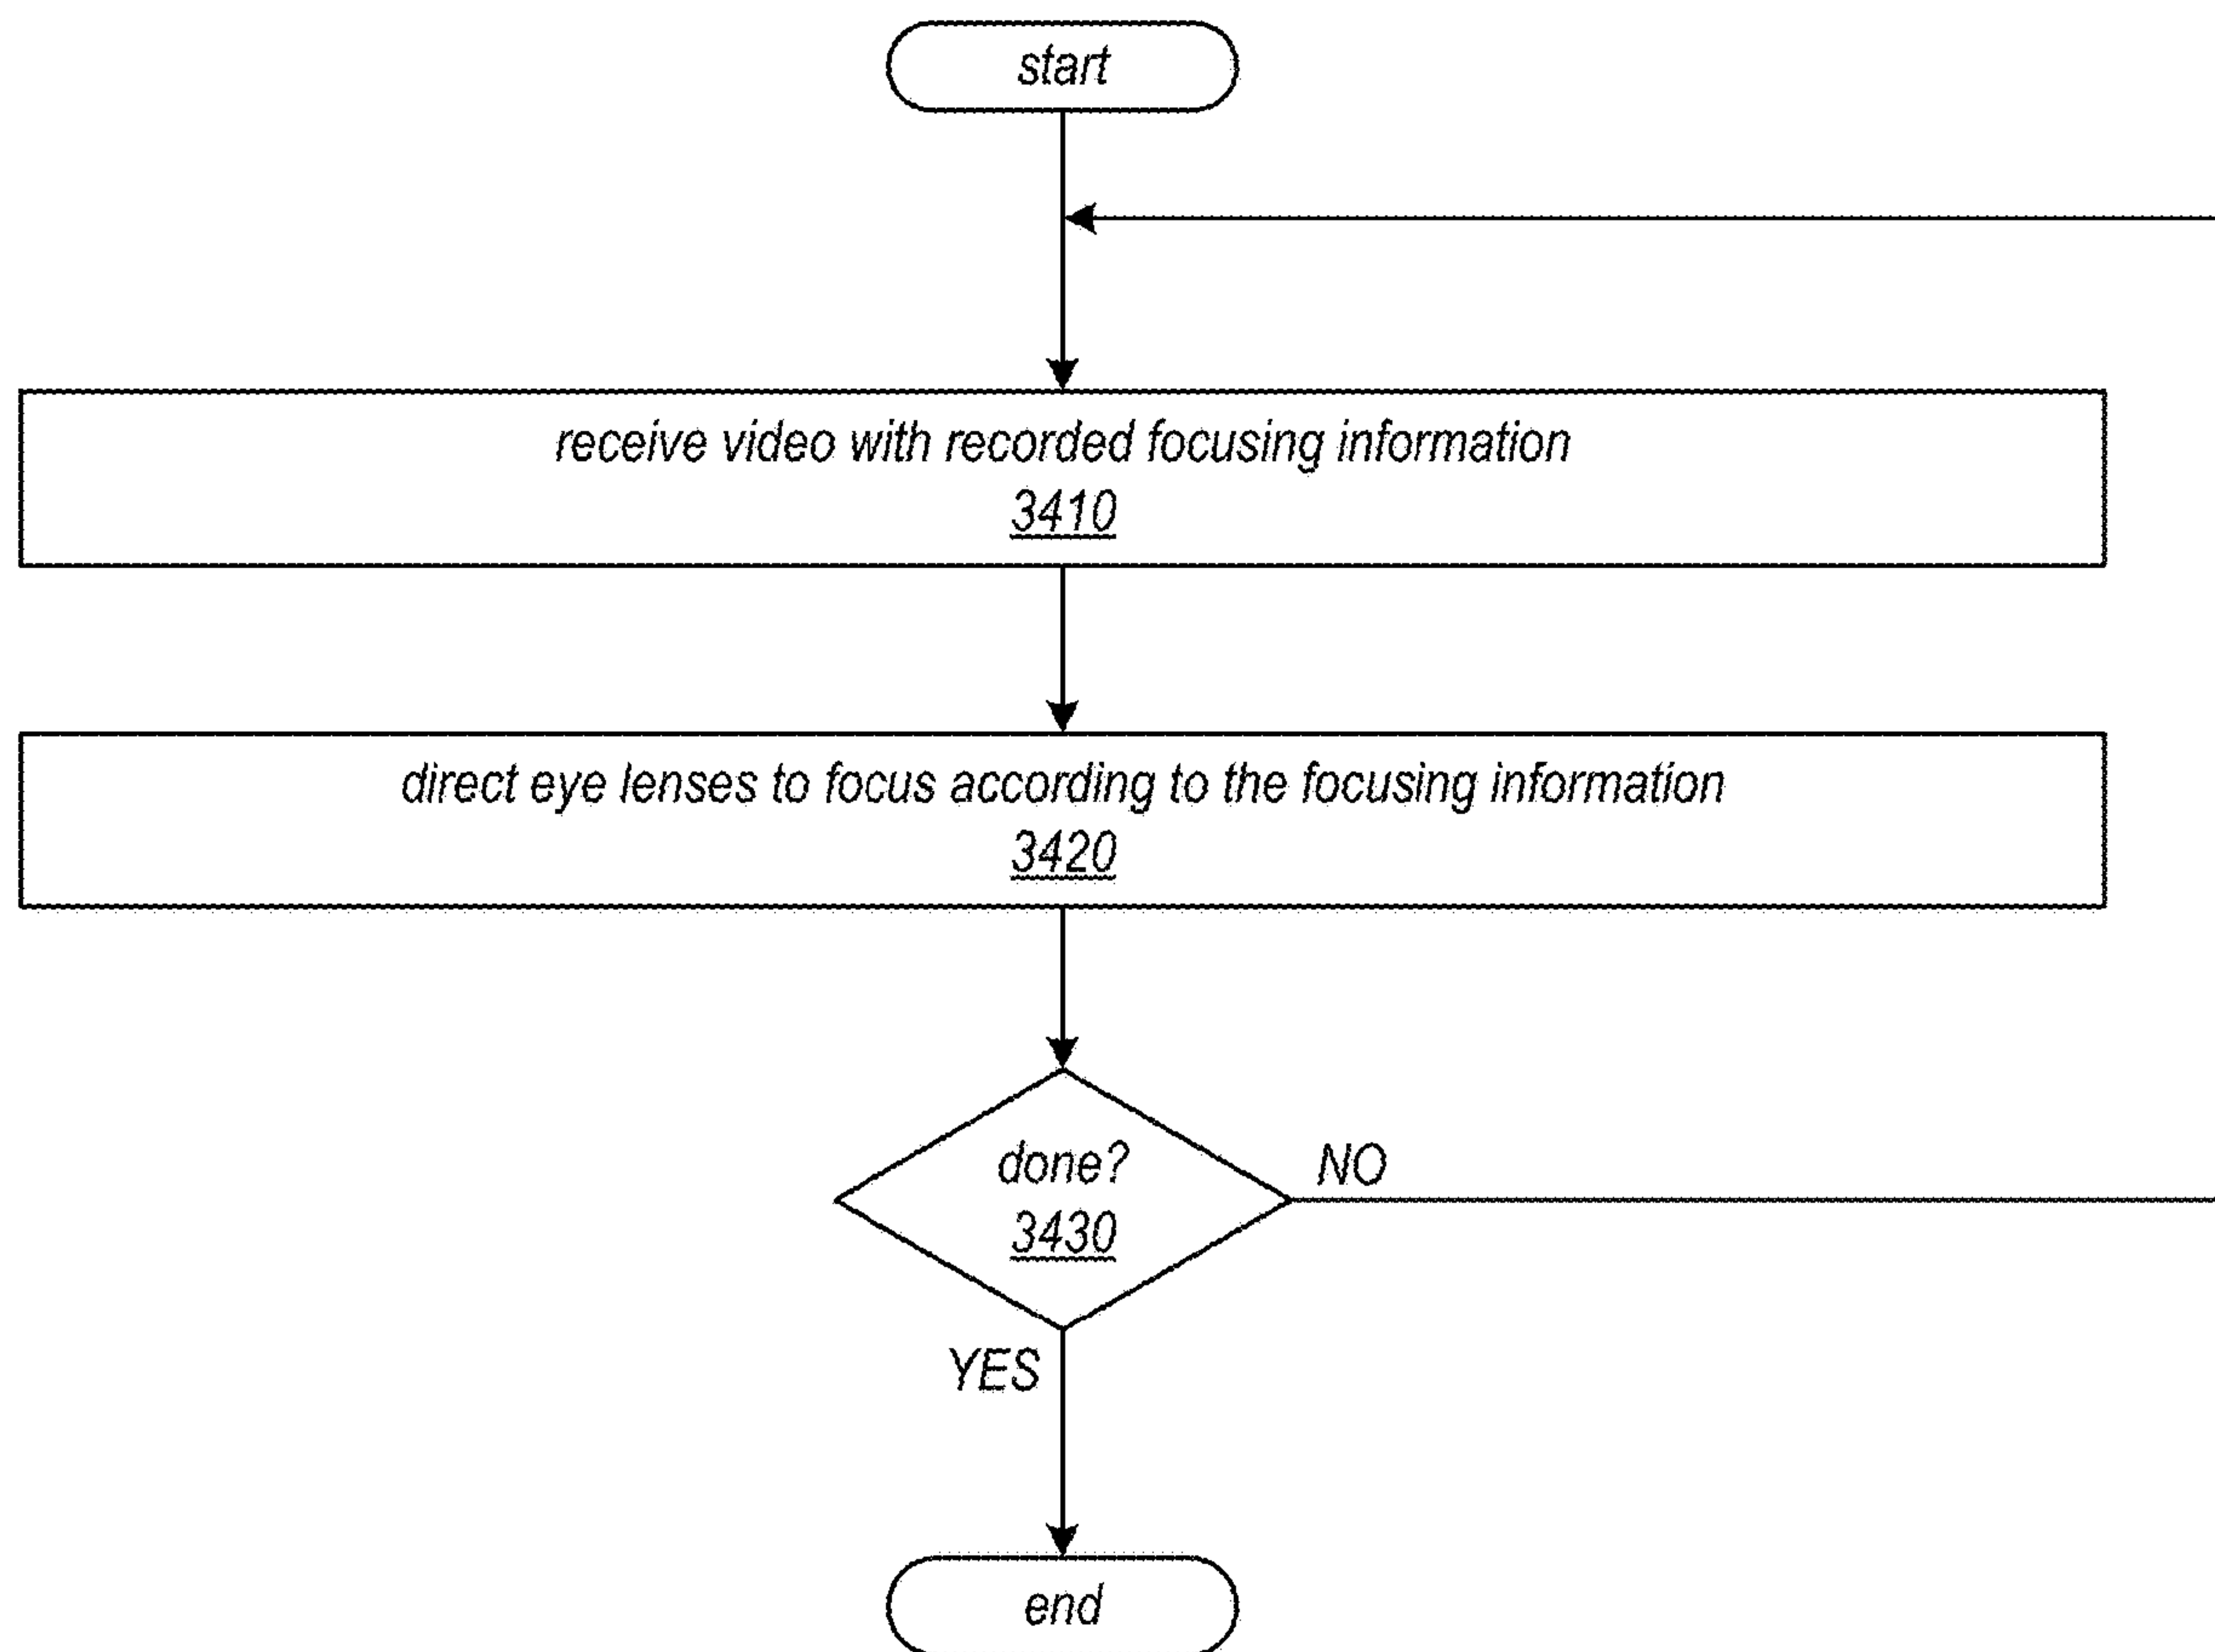 start
receive video with recorded focusing information
3410
direct eye lenses to focus according to the focusing information
3420
done?
3430
NO
YES
end